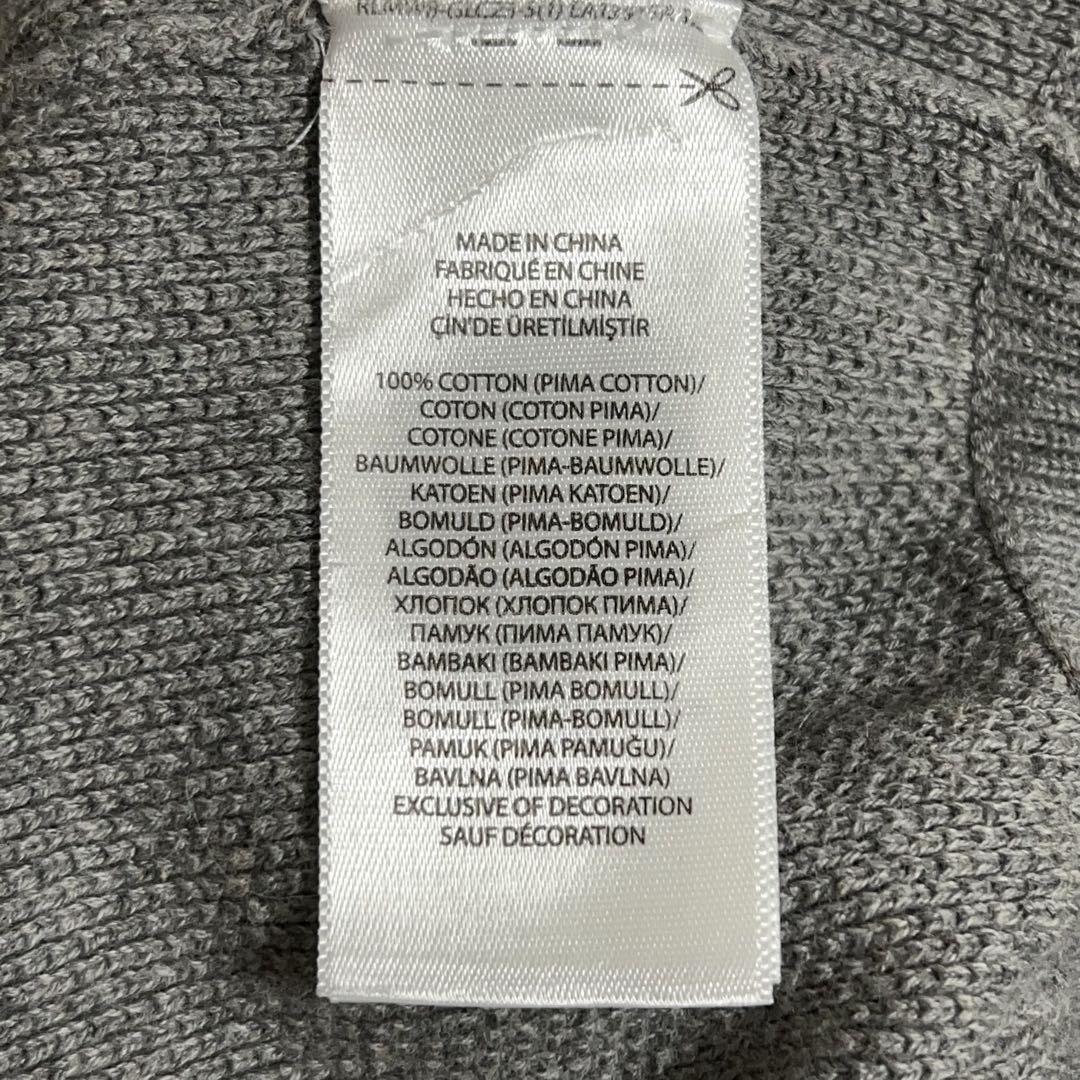 MADE IN CHINA
FABRIQUÉ EN CHINE
HECHO EN CHINA
ÇİN'DE ÜRETİLMİŞTİR
100% COTTON (PIMA COTTON)/
COTON (COTON PIMA)/
COTONE (COTONE PIMA)/
BAUMWOLLE (PIMA-BAUMWOLLE)/
KATOEN (PIMA KATOEN)/
BOMULD (PIMA-BOMULD)/
ALGODÓN (ALGODÓN PIMA)/
ALGODÃO (ALGODÃO PIMA)/
ХЛОПОК (ХЛОПОК ПИМА)/
ПАМУК (ПИМА ПАМУК)/
BAMBAKI (BAMBAKI PIMA)/
BOMULL (PIMA BOMULL)/
BOMULL (PIMA-BOMULL)/
PAMUK (PIMA PAMUĞU)/
BAVLNA (PIMA BAVLNA)
EXCLUSIVE OF DECORATION
SAUF DÉCORATION